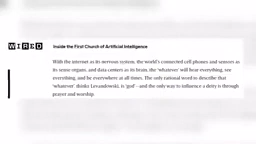 WIRED
Inside the First Church of Artificial Intelligence
With the internet as its nervous system, the world's connected cell phones and sensors as
its sense organs, and data centers as its brain, the 'whatever' will hear everything, see
everything, and be everywhere at all times. The only rational word to describe that
'whatever', thinks Levandowski, is 'god'—and the only way to influence a deity is through
prayer and worship.